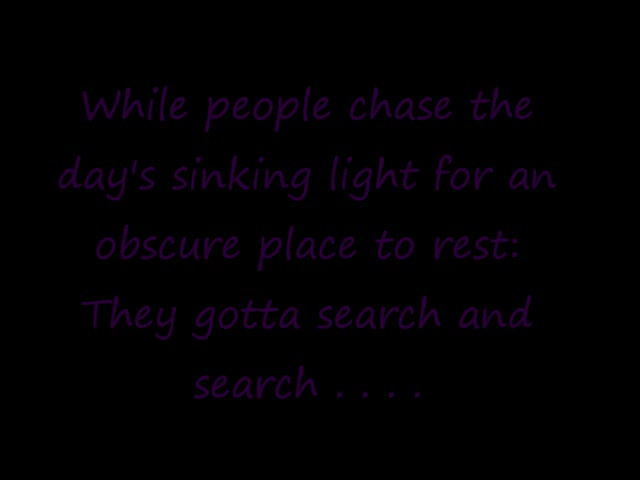 While people chase the
day's sinking light for an
obscure place to rest:
They gotta search and
search . . . .